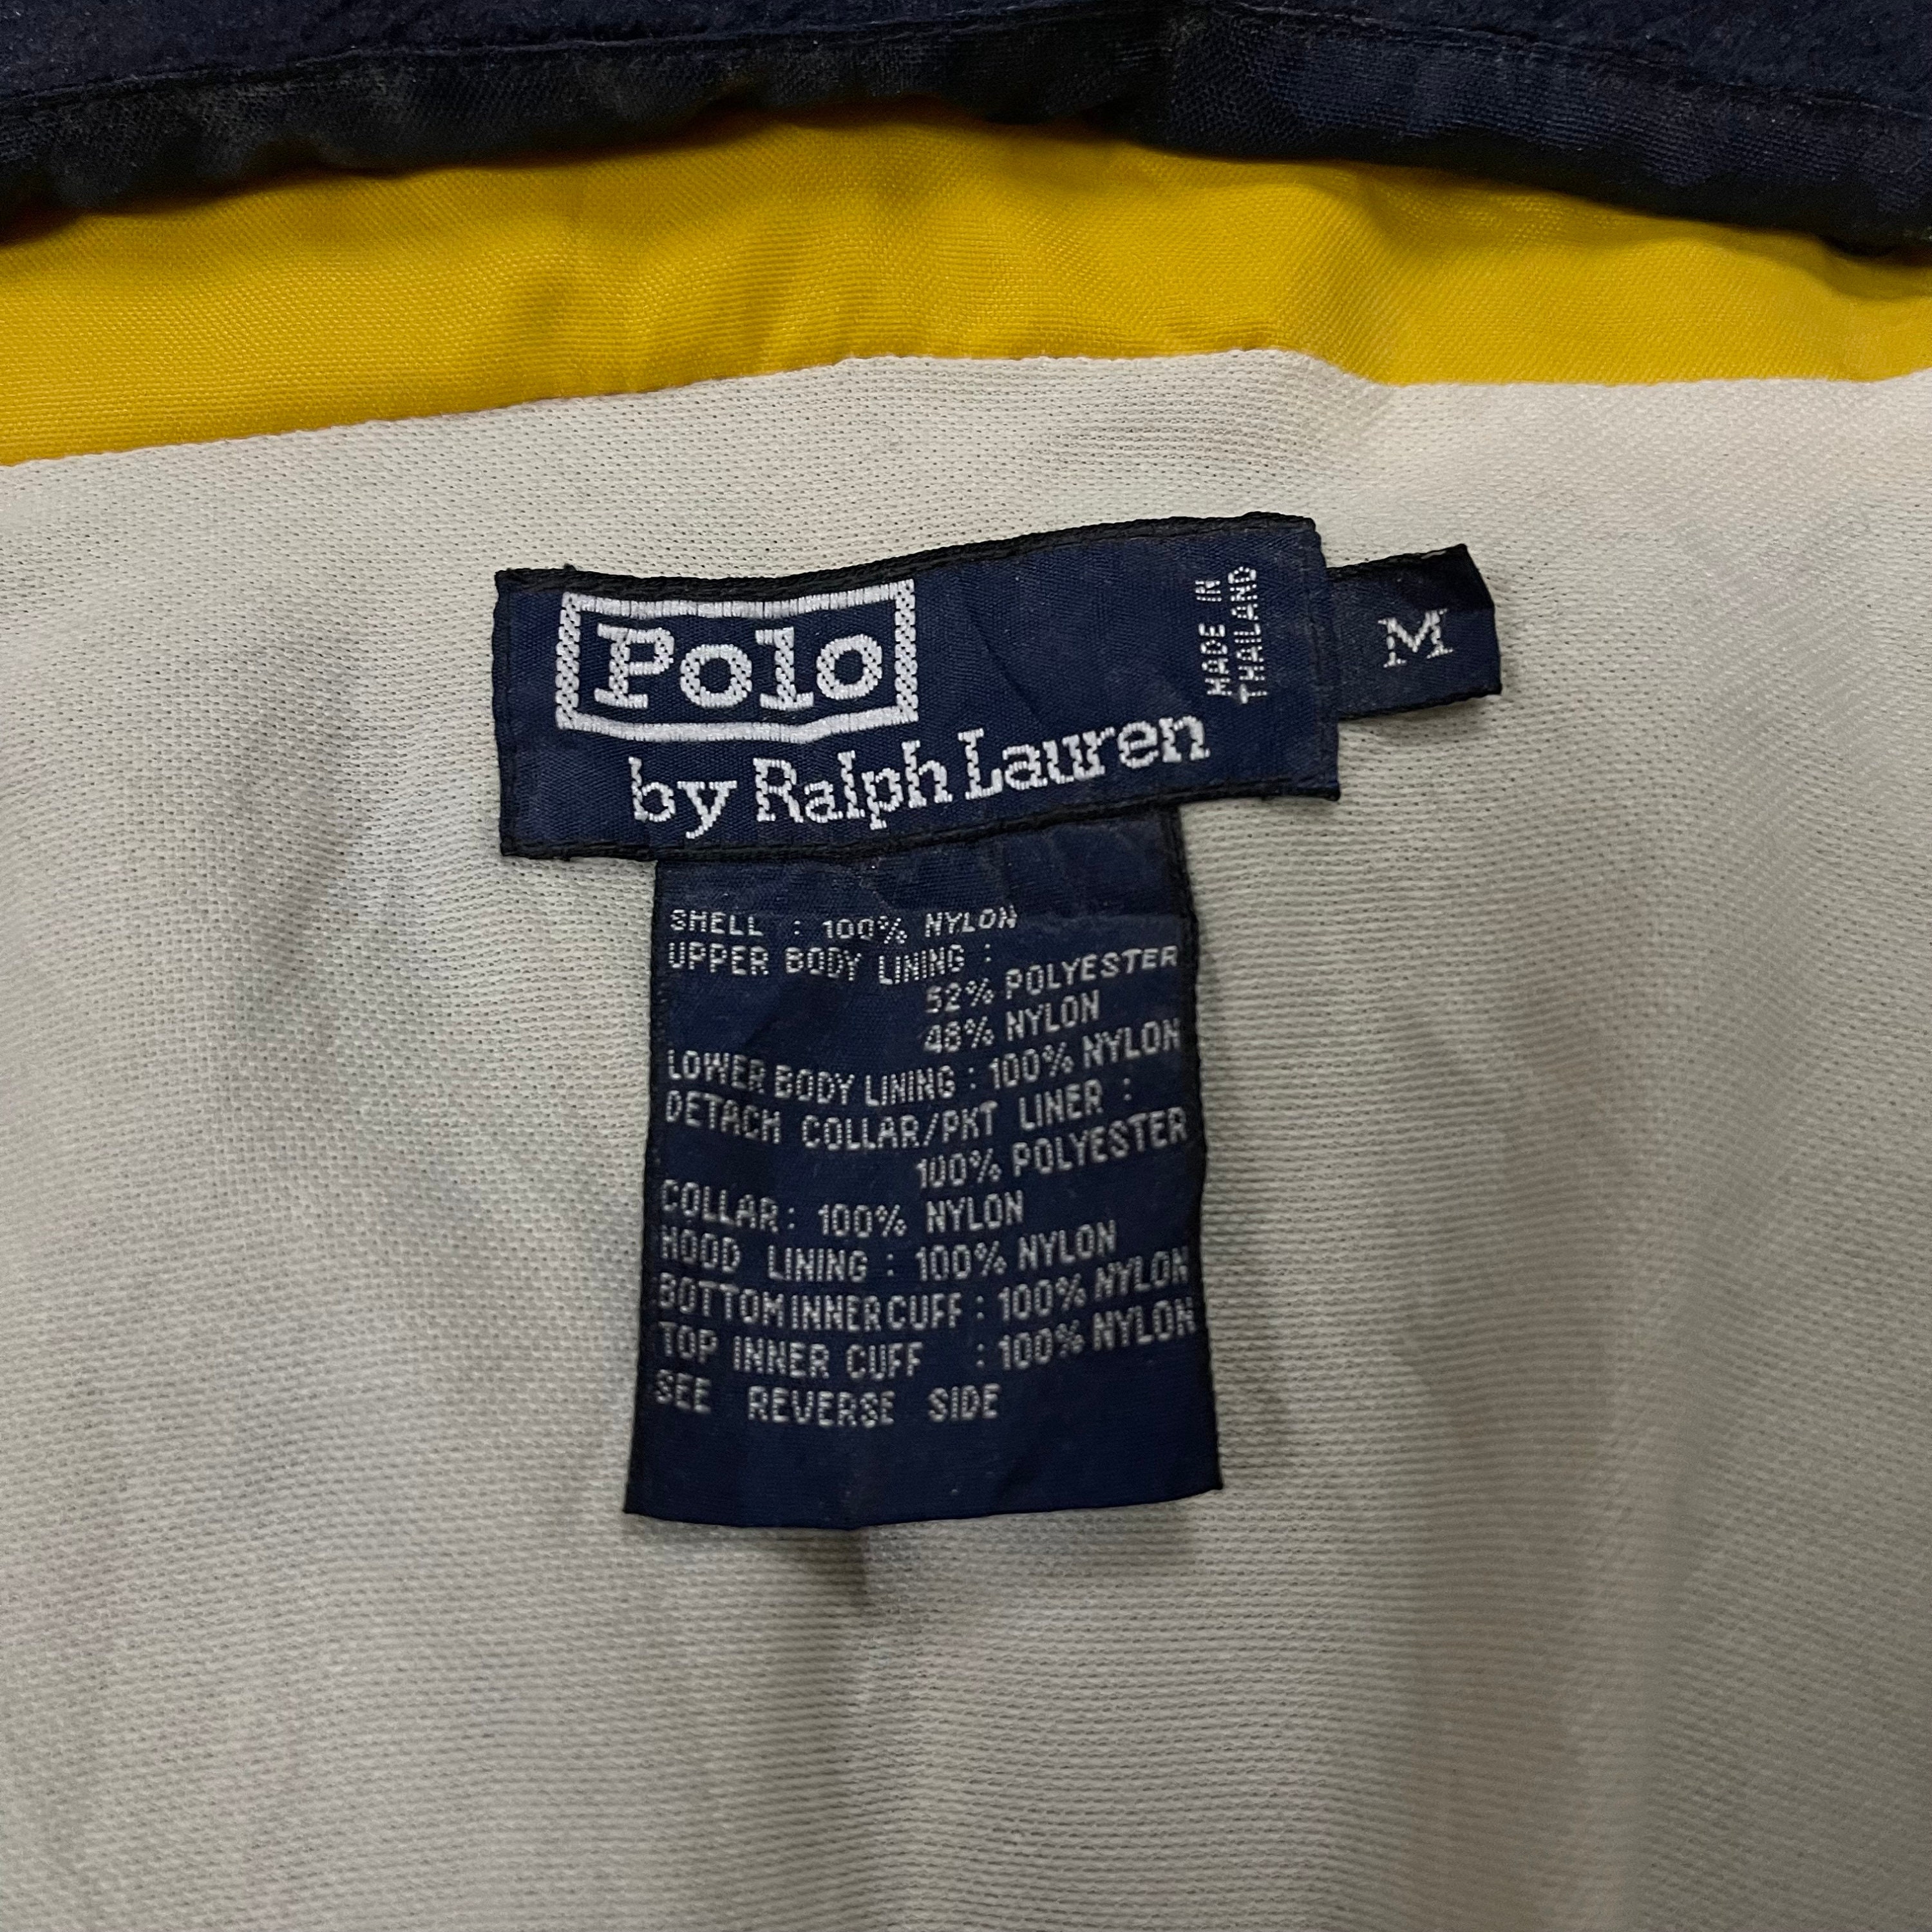 Polo
by Ralph Lauren
MADE IN
THAILAND
M
SHELL : 100% NYLON
UPPER BODY LINING :
52% POLYESTER
48% NYLON
LOWER BODY LINING : 100% NYLON
DETACH COLLAR/PKT LINER :
100% POLYESTER
COLLAR : 100% NYLON
HOOD LINING : 100% NYLON
BOTTOM INNER CUFF : 100% NYLON
TOP INNER CUFF : 100% NYLON
SEE REVERSE SIDE